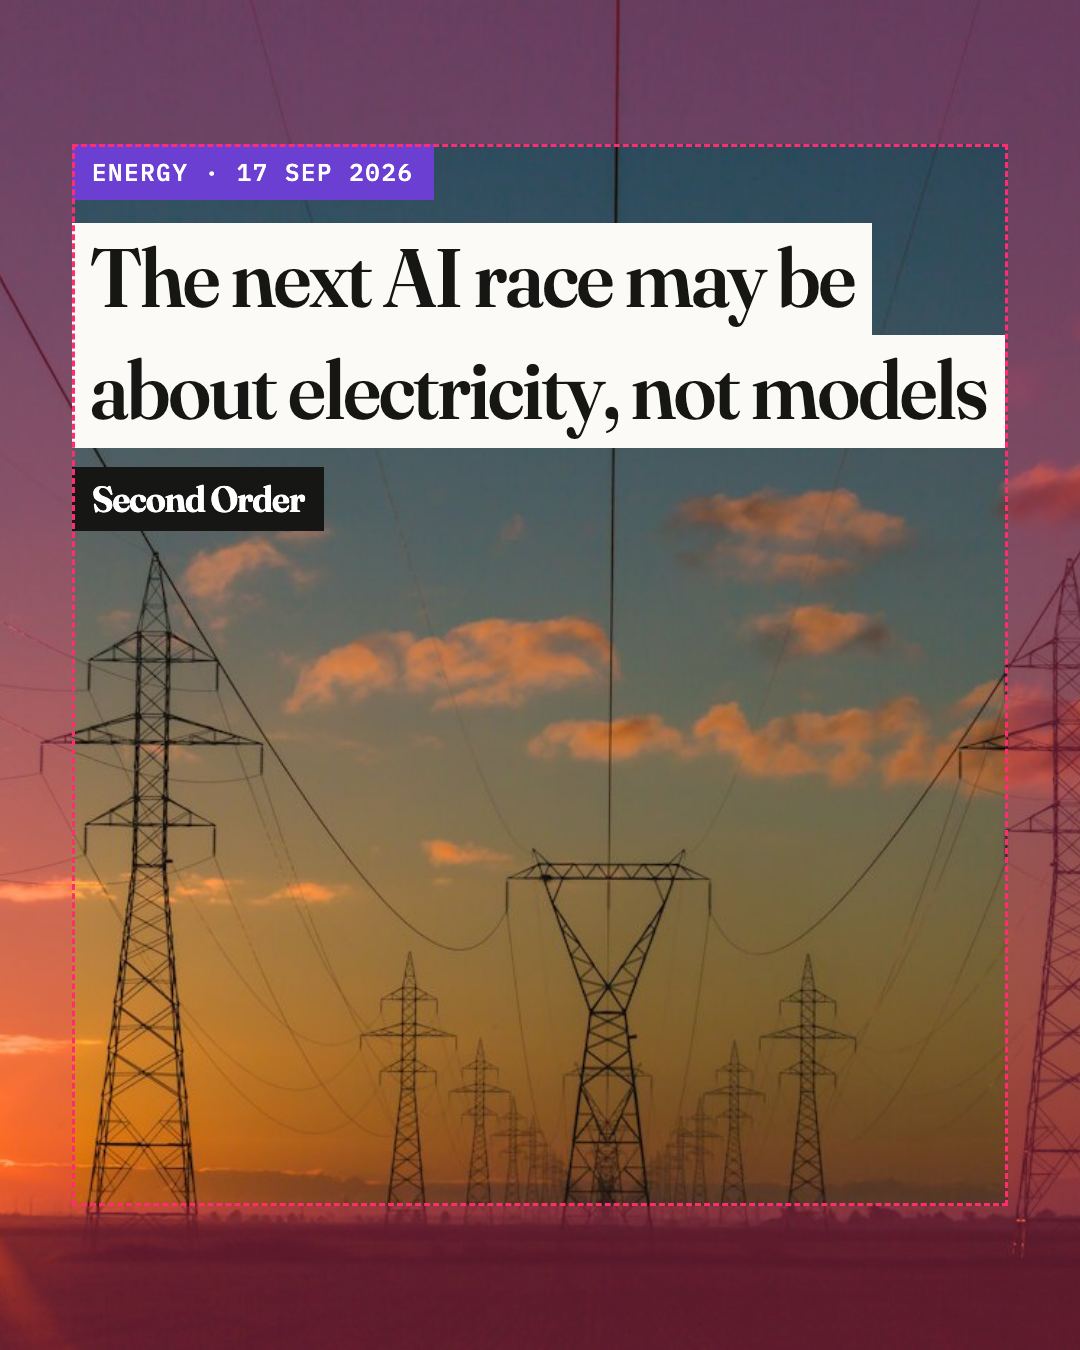 ENERGY · 17 SEP 2026
The next AI race may be
about electricity, not models
Second Order